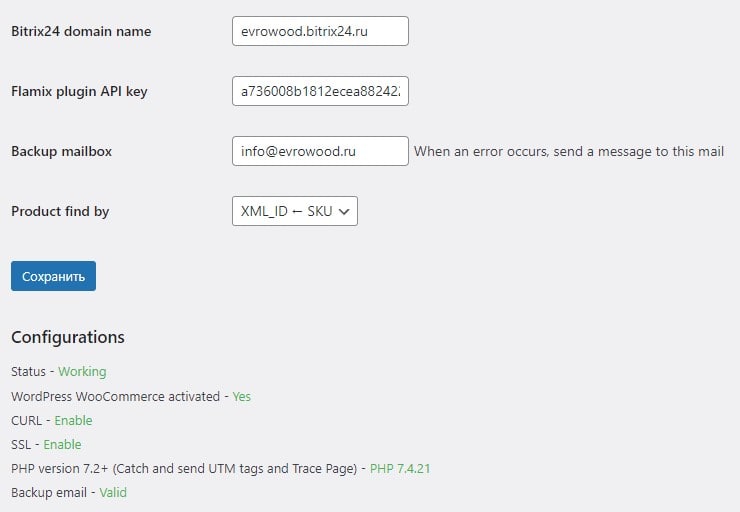 Bitrix24 domain name evrowood.bitrix24.ru
Flamix plugin API key a736008b1812ecea88242
Backup mailbox info@evrowood.ru When an error occurs, send a message to this mail
Product find by XML_ID ← SKU
Сохранить
Configurations
Status - Working
WordPress WooCommerce activated - Yes
CURL - Enable
SSL - Enable
PHP version 7.2+ (Catch and send UTM tags and Trace Page) - PHP 7.4.21
Backup email - Valid